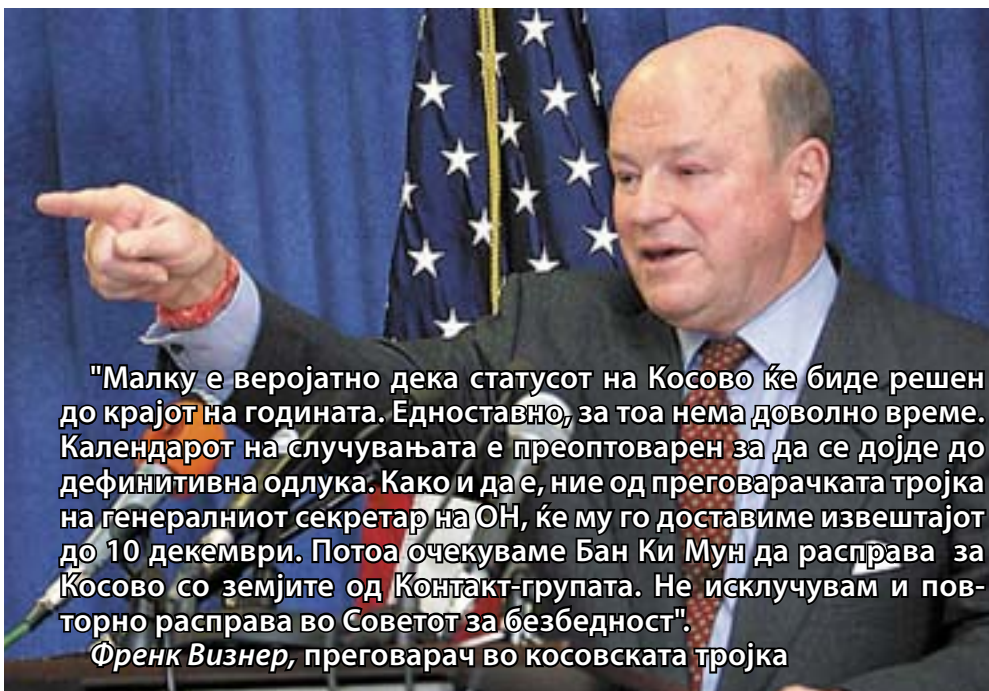 "Малку е веројатно дека статусот на Косово ќе биде решен
до крајот на годината. Едноставно, за тоа нема доволно време.
Календарот на случувањата е преоптоварен за да се дојде до
дефинитивна одлука. Како и да е, ние од преговарачката тројка
на генералниот секретар на ОН, ќе му го доставиме извештајот
до 10 декември. Потоа очекуваме Бан Ки Мун да расправа за
Косово со земјите од Контакт-групата. Не исклучувам и пов-
торно расправа во Советот за безбедност".
Френк Визнер, преговарач во косовската тројка